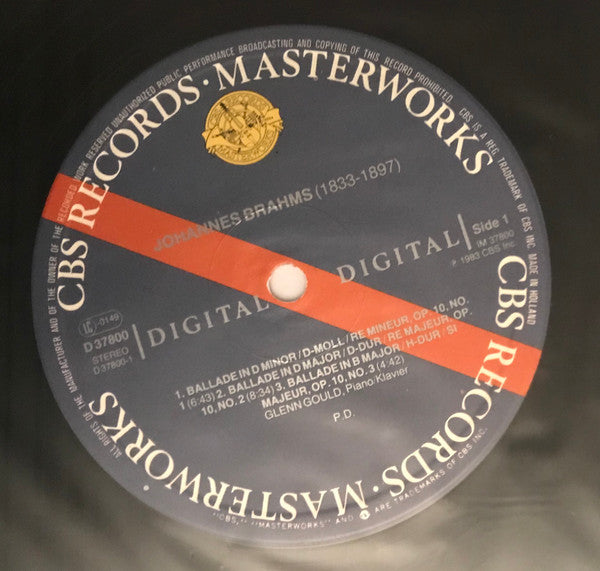 ALL RIGHTS OF THE MANUFACTURER AND OF THE OWNER OF THE RECORDED WORK RESERVED UNAUTHORIZED PUBLIC PERFORMANCE BROADCASTING AND COPYING OF THIS RECORD PROHIBITED. CBS IS A REG. TRADEMARK OF CBS INC. MADE IN HOLLAND
CBS RECORDS · MASTERWORKS
JOHANNES BRAHMS (1833-1897)
Side 1
IM 37800
℗ 1983 CBS Inc
DIGITAL
DIGITAL
LC -0149
D 37800
STEREO
D 37800-1
1. BALLADE IN D MINOR / D-MOLL / RE MINEUR, OP. 10, NO.
1 (6:43) 2. BALLADE IN D MAJOR / D-DUR / RE MAJEUR, OP.
10, NO. 2 (8:34) 3. BALLADE IN B MAJOR / H-DUR / SI
MAJEUR, OP. 10, NO. 3 (4:42)
GLENN GOULD, Piano/Klavier
P.D.
CBS RECORDS · MASTERWORKS
"CBS," "MASTERWORKS" AND ARE TRADEMARKS OF CBS INC.